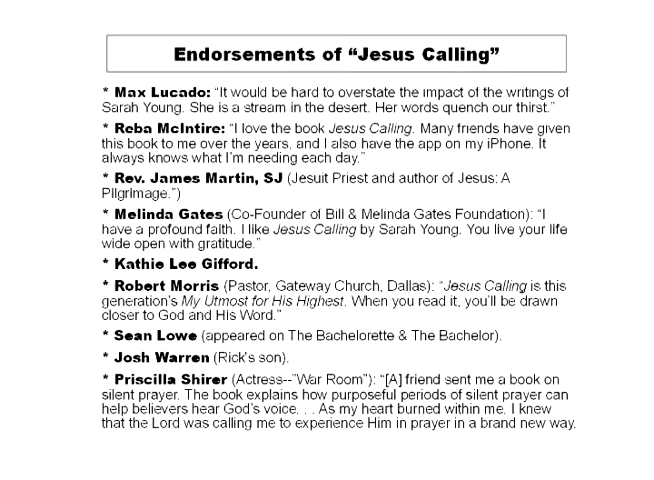 Endorsements of “Jesus Calling”
* Max Lucado: “It would be hard to overstate the impact of the writings of
Sarah Young. She is a stream in the desert. Her words quench our thirst.”
* Reba McIntire: “I love the book Jesus Calling. Many friends have given
this book to me over the years, and I also have the app on my iPhone. It
always knows what I’m needing each day.”
* Rev. James Martin, SJ (Jesuit Priest and author of Jesus: A
Pilgrimage.”)
* Melinda Gates (Co-Founder of Bill & Melinda Gates Foundation): “I
have a profound faith. I like Jesus Calling by Sarah Young. You live your life
wide open with gratitude.”
* Kathie Lee Gifford.
* Robert Morris (Pastor, Gateway Church, Dallas): “Jesus Calling is this
generation’s My Utmost for His Highest. When you read it, you’ll be drawn
closer to God and His Word.”
* Sean Lowe (appeared on The Bachelorette & The Bachelor).
* Josh Warren (Rick’s son).
* Priscilla Shirer (Actress--”War Room”): “[A] friend sent me a book on
silent prayer. The book explains how purposeful periods of silent prayer can
help believers hear God’s voice. . . As my heart burned within me, I knew
that the Lord was calling me to experience Him in prayer in a brand new way.